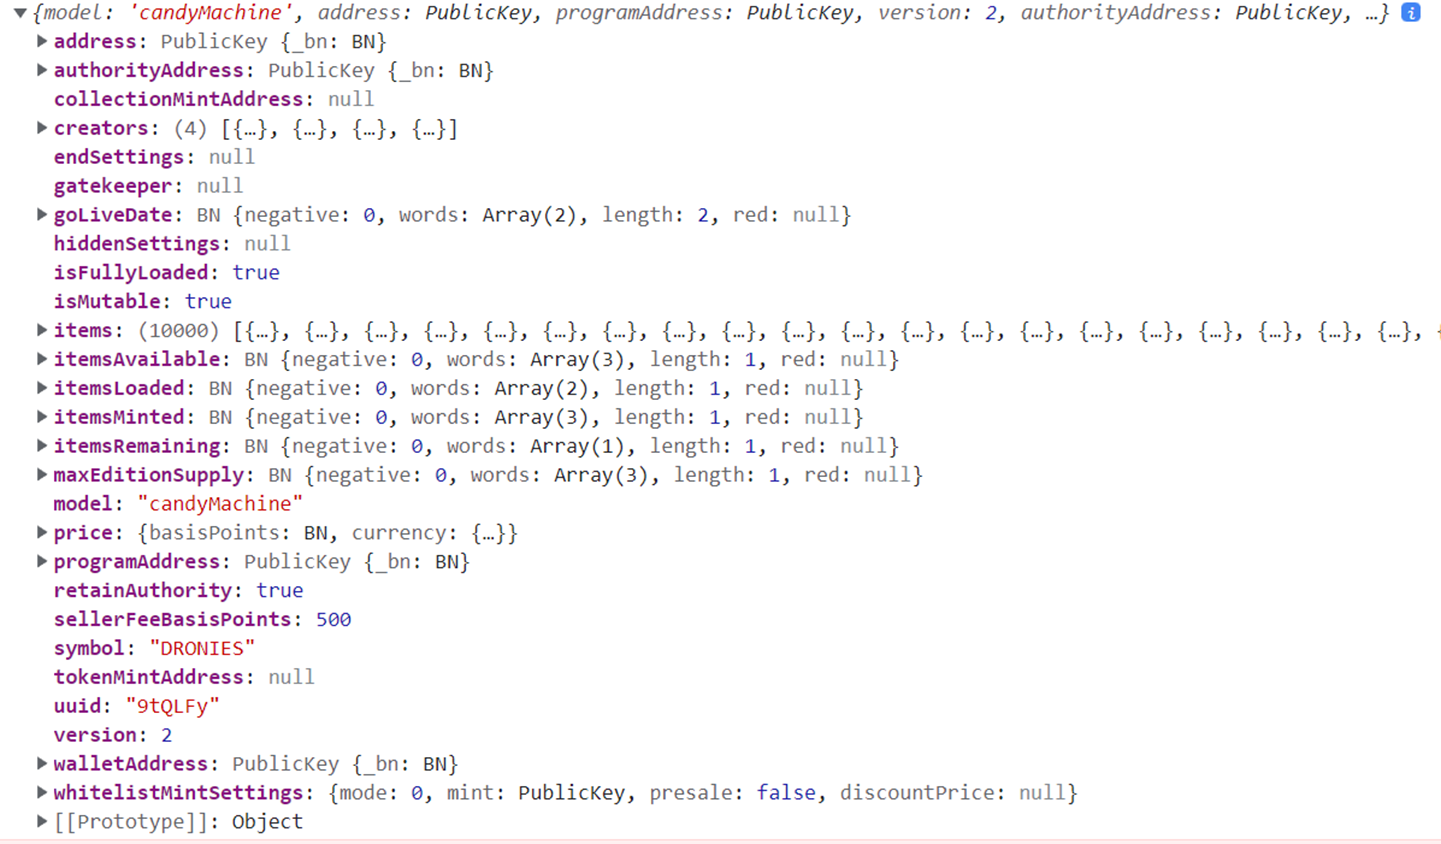 ▼{model: 'candyMachine', address: PublicKey, programAddress: PublicKey, version: 2, authorityAddress: PublicKey, …} i
▶address: PublicKey {_bn: BN}
▶authorityAddress: PublicKey {_bn: BN}
collectionMintAddress: null
▶creators: (4) [{…}, {…}, {…}, {…}]
endSettings: null
gatekeeper: null
▶goLiveDate: BN {negative: 0, words: Array(2), length: 2, red: null}
hiddenSettings: null
isFullyLoaded: true
isMutable: true
▶items: (10000) [{…}, {…}, {…}, {…}, {…}, {…}, {…}, {…}, {…}, {…}, {…}, {…}, {…}, {…}, {…}, {…}, {…}, {…}, {…}, {…}, {
▶itemsAvailable: BN {negative: 0, words: Array(3), length: 1, red: null}
▶itemsLoaded: BN {negative: 0, words: Array(2), length: 1, red: null}
▶itemsMinted: BN {negative: 0, words: Array(3), length: 1, red: null}
▶itemsRemaining: BN {negative: 0, words: Array(1), length: 1, red: null}
▶maxEditionSupply: BN {negative: 0, words: Array(3), length: 1, red: null}
model: "candyMachine"
▶price: {basisPoints: BN, currency: {…}}
▶programAddress: PublicKey {_bn: BN}
retainAuthority: true
sellerFeeBasisPoints: 500
symbol: "DRONIES"
tokenMintAddress: null
uuid: "9tQLFy"
version: 2
▶walletAddress: PublicKey {_bn: BN}
▶whitelistMintSettings: {mode: 0, mint: PublicKey, presale: false, discountPrice: null}
▶[[Prototype]]: Object